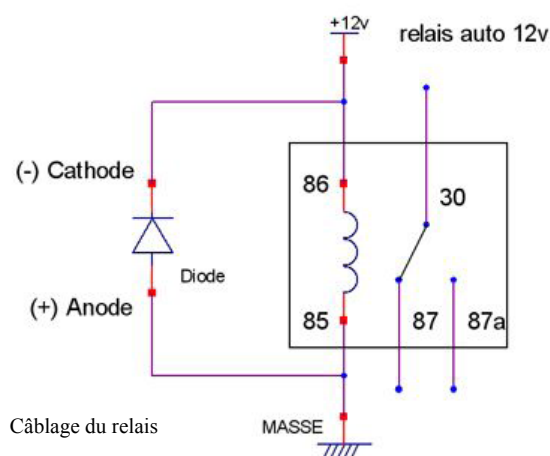 +12v
relais auto 12v
(-) Cathode
86
30
Diode
(+) Anode
85
87
87a
Câblage du relais
MASSE